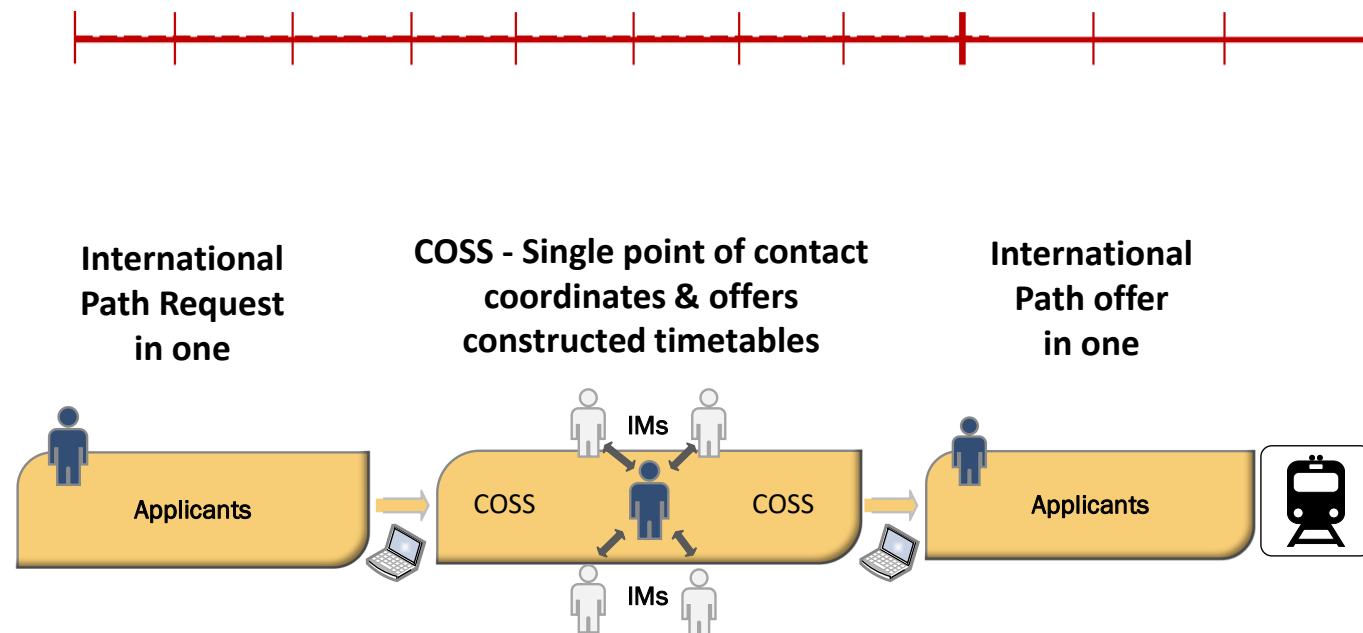 International
Path Request
in one
COSS - Single point of contact
coordinates & offers
constructed timetables
International
Path offer
in one
IMs
Applicants
COSS
COSS
Applicants
IMs